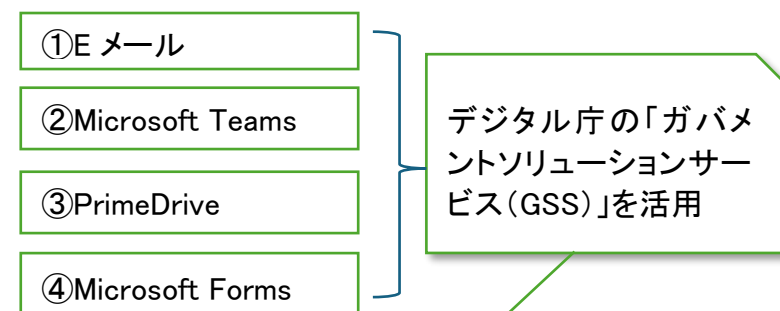 ①E メール
②Microsoft Teams
③PrimeDrive
④Microsoft Forms
デジタル庁の「ガバメ
ントソリューションサー
ビス(GSS)」を活用